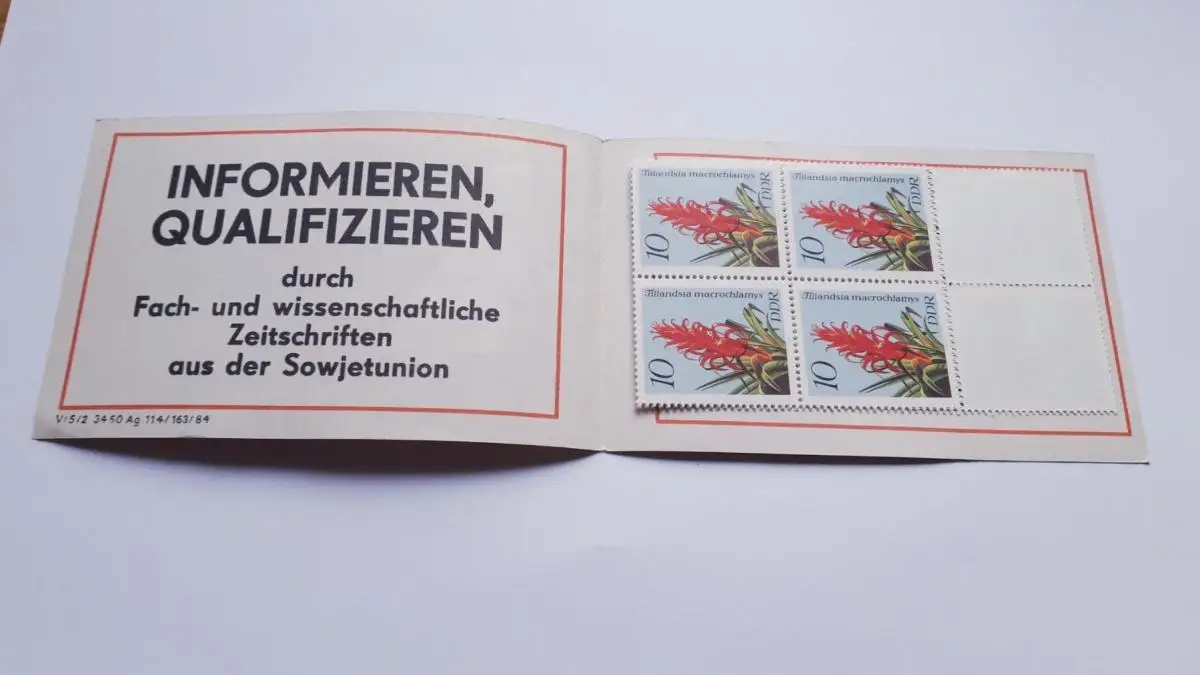 INFORMIEREN,
QUALIFIZIEREN
durch
Fach- und wissenschaftliche
Zeitschriften
aus der Sowjetunion
V/5/2 3450 Ag 114/163/84
Tillandsia macrochlamys
10
DDR
Tillandsia macrochlamys
10
DDR
Tillandsia macrochlamys
10
DDR
Tillandsia macrochlamys
10
DDR